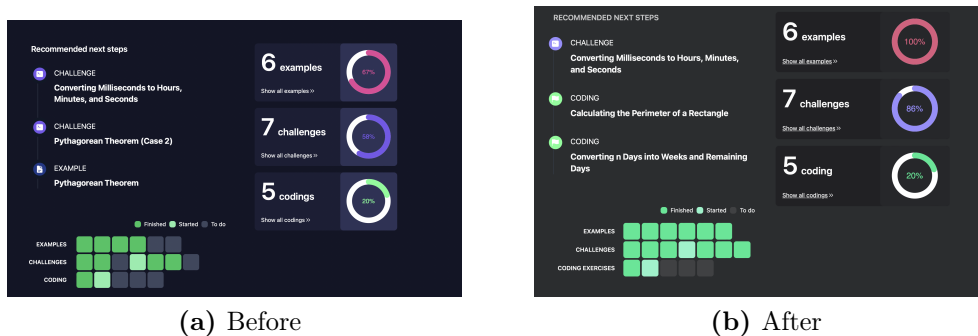 Recommended next steps
CHALLENGE
Converting Milliseconds to Hours,
Minutes, and Seconds
CHALLENGE
Pythagorean Theorem (Case 2)
EXAMPLE
Pythagorean Theorem
6 examples
Show all examples »
67%
7 challenges
Show all challenges »
59%
5 codings
Show all codings »
20%
Finished Started To do
EXAMPLES
CHALLENGES
CODING
(a) Before
RECOMMENDED NEXT STEPS
CHALLENGE
Converting Milliseconds to Hours, Minutes,
and Seconds
CODING
Calculating the Perimeter of a Rectangle
CODING
Converting n Days into Weeks and Remaining
Days
6 examples
Show all examples »
100%
7 challenges
Show all challenges »
86%
5 coding
Show all codings »
20%
Finished Started To do
EXAMPLES
CHALLENGES
CODING EXERCISES
(b) After